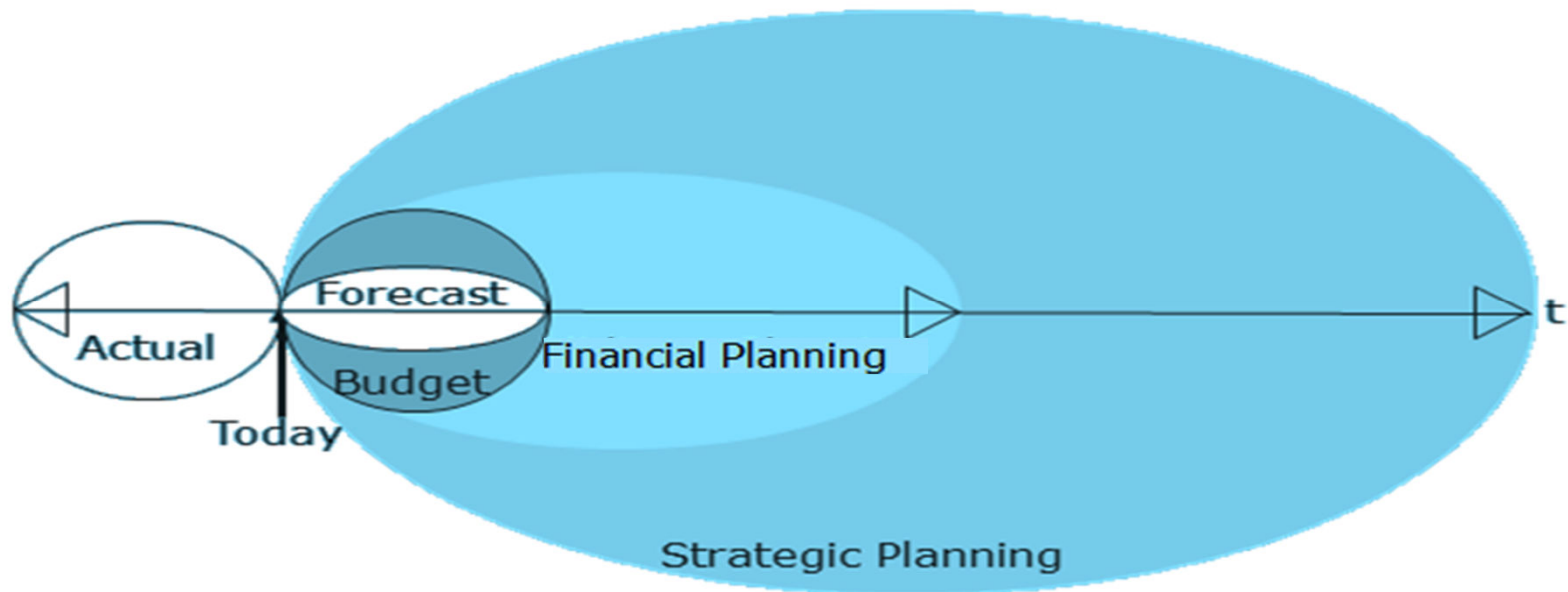 Forecast
t
Actual
Financial Planning
Budget
Today
Strategic Planning